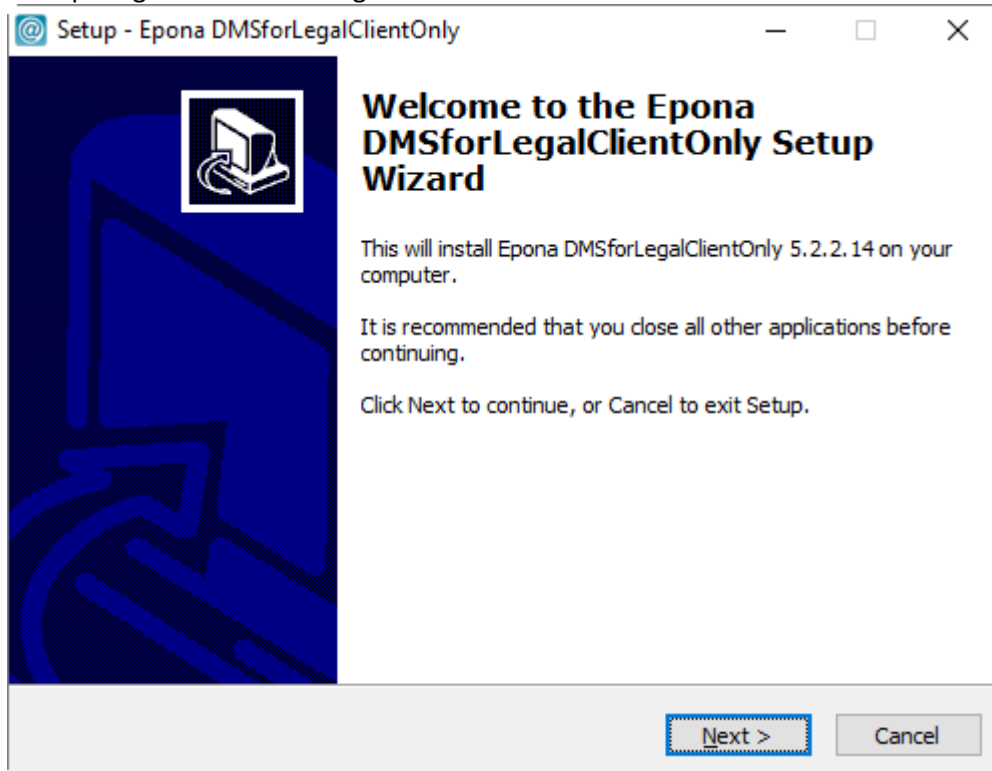 Setup - Epona DMSforLegalClientOnly
Welcome to the Epona
DMSforLegalClientOnly Setup
Wizard
This will install Epona DMSforLegalClientOnly 5.2.2.14 on your
computer.
It is recommended that you close all other applications before
continuing.
Click Next to continue, or Cancel to exit Setup.
Next >
Cancel